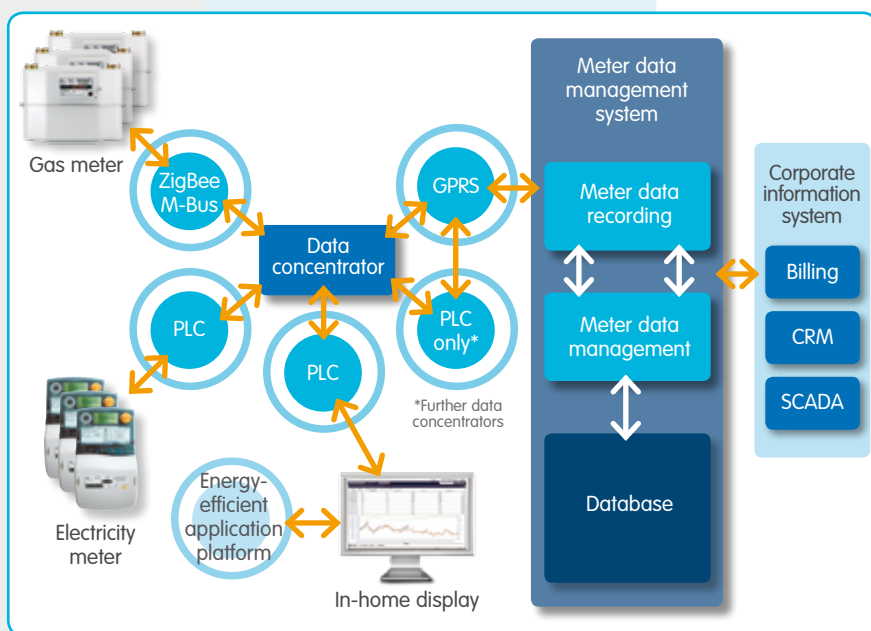 Gas meter
ZigBee
M-Bus
GPRS
Data
concentrator
PLC
PLC
PLC
only*
*Further data
concentrators
Electricity
meter
Energy-
efficient
application
platform
In-home display
Meter data
management
system
Meter data
recording
Meter data
management
Database
Corporate
information
system
Billing
CRM
SCADA